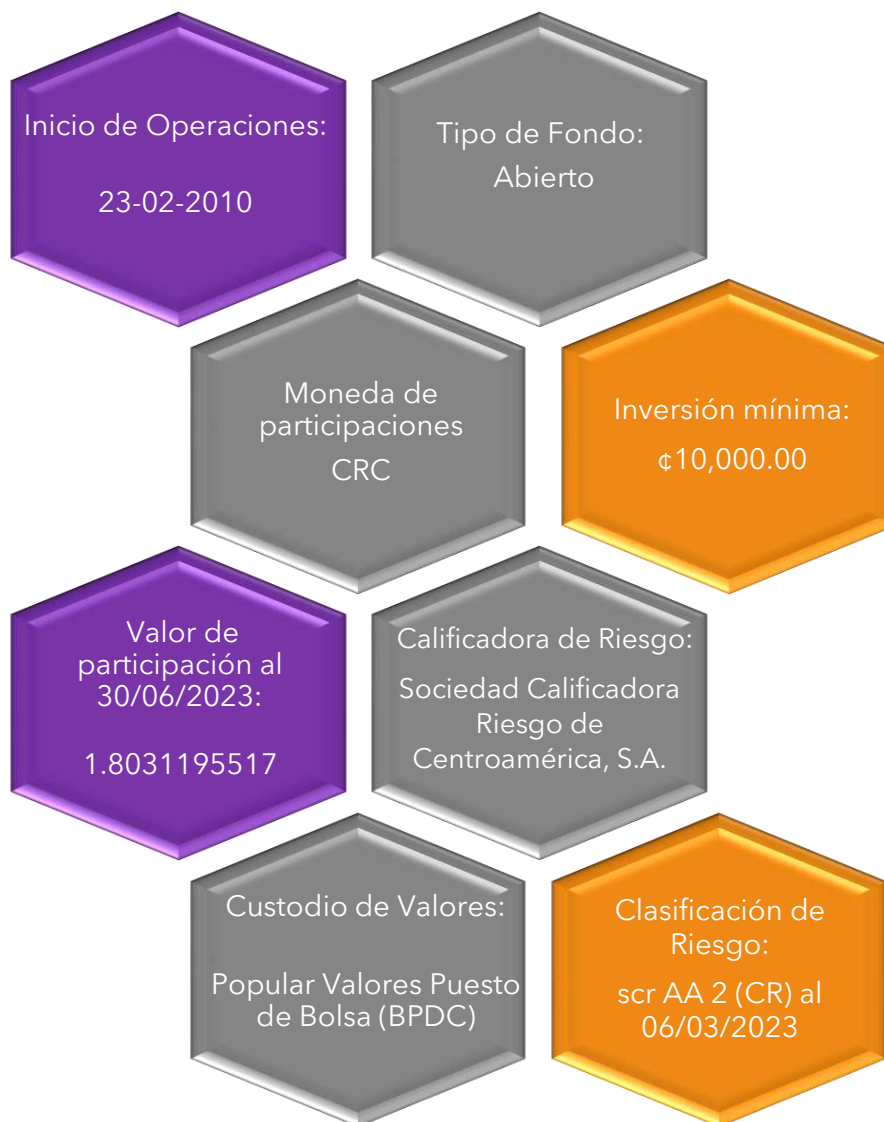 Inicio de Operaciones:
23-02-2010
Tipo de Fondo:
Abierto
Moneda de
participaciones
CRC
Inversión mínima:
¢10,000.00
Valor de
participación al
30/06/2023:
1.8031195517
Calificadora de Riesgo:
Sociedad Calificadora
Riesgo de
Centroamérica, S.A.
Custodio de Valores:
Popular Valores Puesto
de Bolsa (BPDC)
Clasificación de
Riesgo:
scr AA 2 (CR) al
06/03/2023